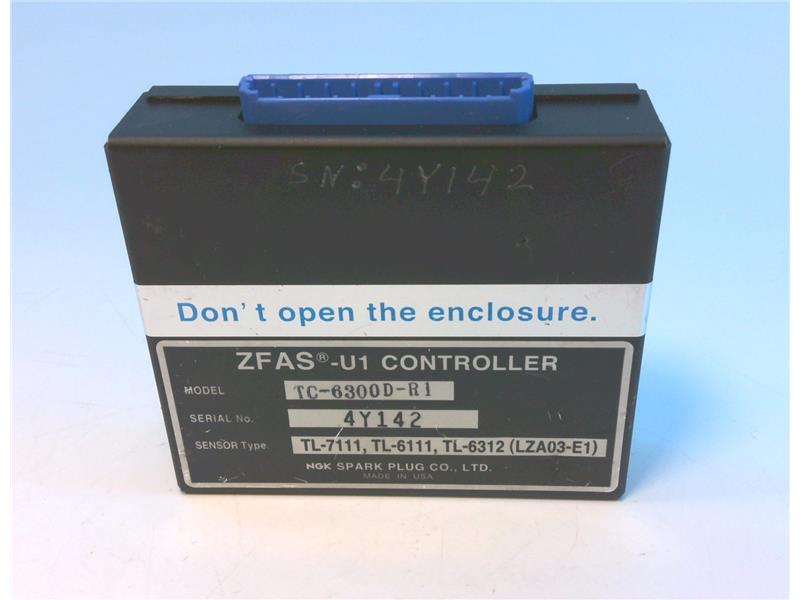 SN:4Y142
Don't open the enclosure.
ZFAS®-U1 CONTROLLER
MODEL TC-6300D-R1
SERIAL No. 4Y142
SENSOR Type. TL-7111, TL-6111, TL-6312 (LZA03-E1)
NGK SPARK PLUG CO., LTD.
MADE IN USA